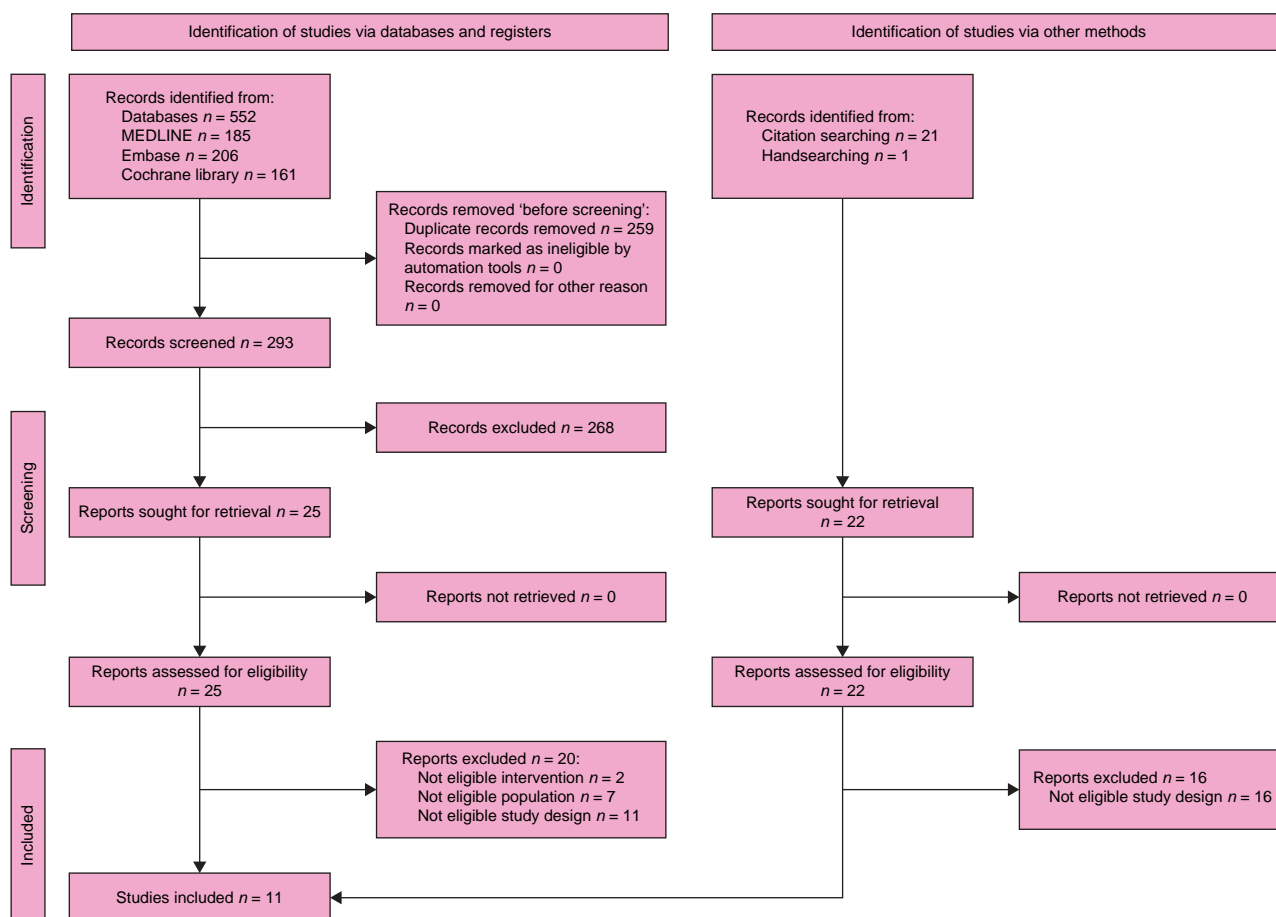 Identification of studies via databases and registers
Identification of studies via other methods
Identification
Records identified from:
Databases n = 552
MEDLINE n = 185
Embase n = 206
Cochrane library n = 161
Records identified from:
Citation searching n = 21
Handsearching n = 1
Records removed ‘before screening’:
Duplicate records removed n = 259
Records marked as ineligible by
automation tools n = 0
Records removed for other reason
n = 0
Records screened n = 293
Screening
Records excluded n = 268
Reports sought for retrieval n = 25
Reports sought for retrieval
n = 22
Reports not retrieved n = 0
Reports not retrieved n = 0
Reports assessed for eligibility
n = 25
Reports assessed for eligibility
n = 22
Included
Reports excluded n = 20:
Not eligible intervention n = 2
Not eligible population n = 7
Not eligible study design n = 11
Reports excluded n = 16
Not eligible study design n = 16
Studies included n = 11